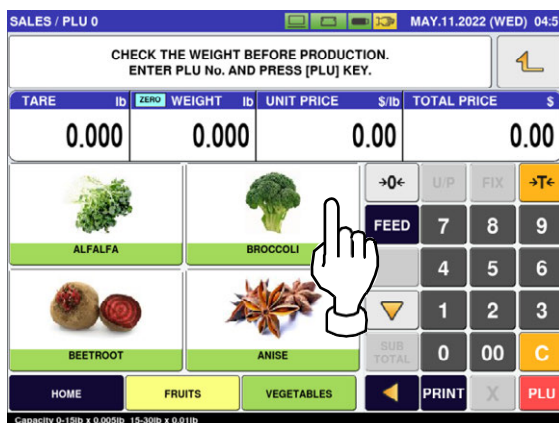 SALES / PLU 0
MAY.11.2022 (WED) 04:5
CHECK THE WEIGHT BEFORE PRODUCTION.
ENTER PLU No. AND PRESS [PLU] KEY.
TARE lb ZERO WEIGHT lb UNIT PRICE $/lb TOTAL PRICE $
0.000 0.000 0.00 0.00
→0← U/P FIX →T←
ALFALFA BROCCOLI
FEED 7 8 9
4 5 6
1 2 3
BEETROOT ANISE
SUB TOTAL 0 00 C
HOME FRUITS VEGETABLES PRINT X PLU
Capacity 0-15lb x 0.005lb 15-30lb x 0.01lb